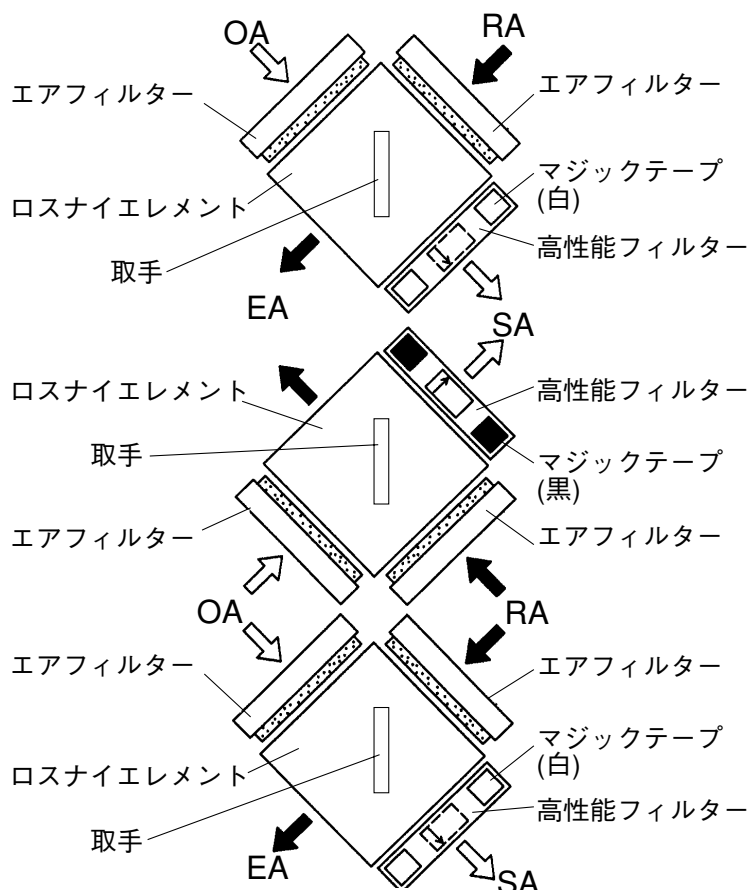 OA
RA
エアフィルター
エアフィルター
マジックテープ
(白)
ロスナイエレメント
高性能フィルター
取手
EA
SA
ロスナイエレメント
高性能フィルター
取手
マジックテープ
(黒)
エアフィルター
エアフィルター
OA
RA
エアフィルター
エアフィルター
マジックテープ
(白)
ロスナイエレメント
高性能フィルター
取手
EA
SA